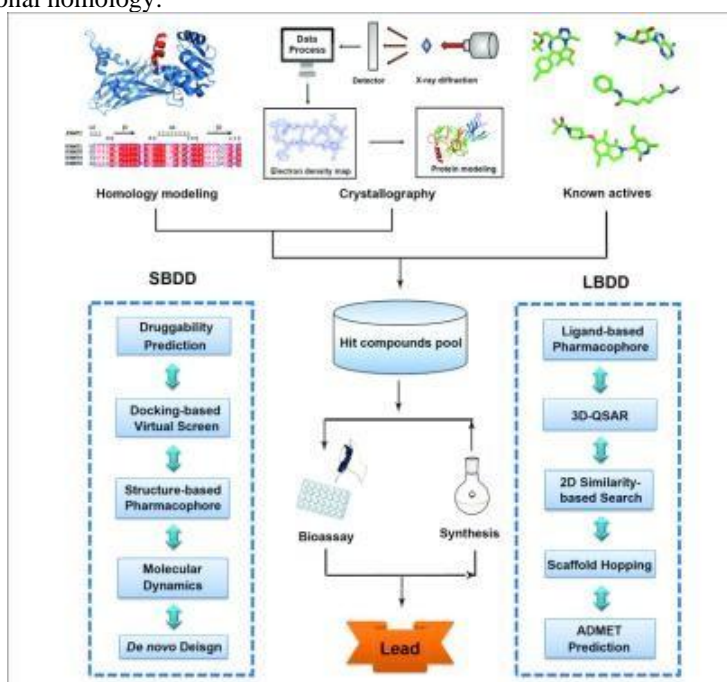 onal homology.
Data
Process
Detector
X-ray diffraction
Electron density map
Protein modeling
Homology modeling
Crystallography
Known actives
SBDD
LBDD
Druggability
Prediction
Docking-based
Virtual Screen
Structure-based
Pharmacophore
Molecular
Dynamics
De novo Deisgn
Hit compounds pool
Bioassay
Synthesis
Lead
Ligand-based
Pharmacophore
3D-QSAR
2D Similarity-
based Search
Scaffold Hopping
ADMET
Prediction